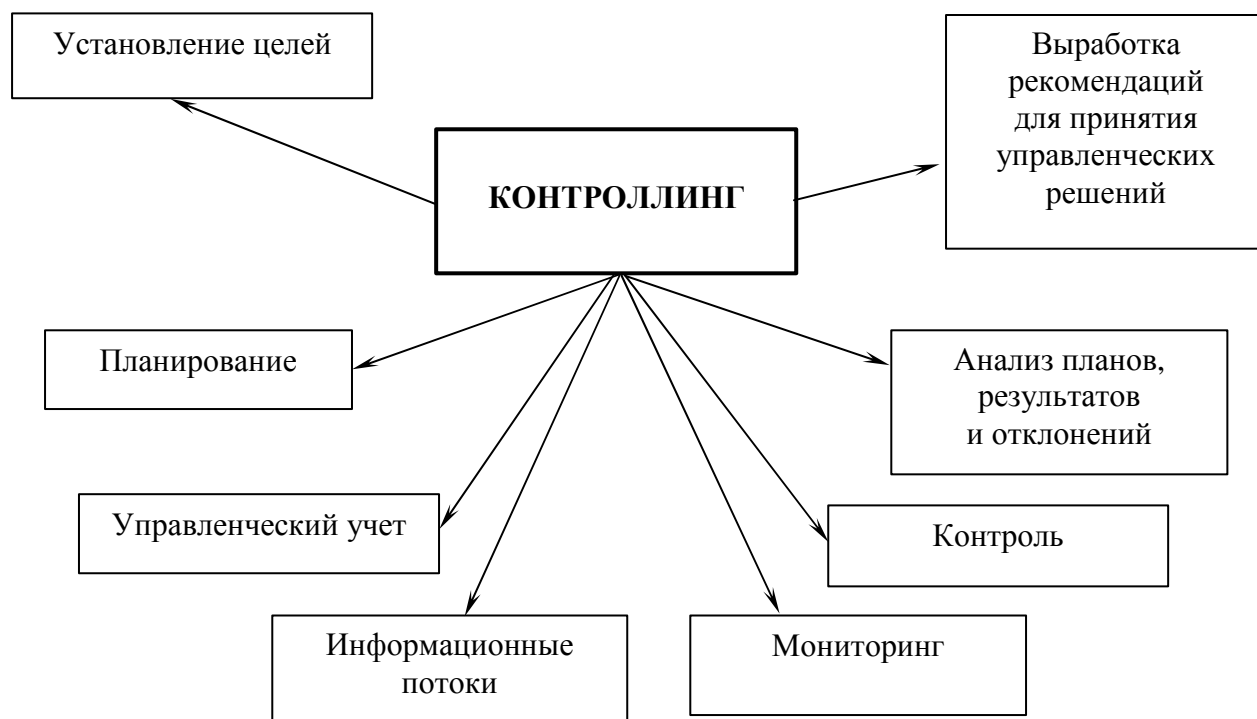 Установление целей
Выработка
рекомендаций
для принятия
управленческих
решений
КОНТРОЛЛИНГ
Планирование
Анализ планов,
результатов
и отклонений
Управленческий учет
Контроль
Информационные
потоки
Мониторинг